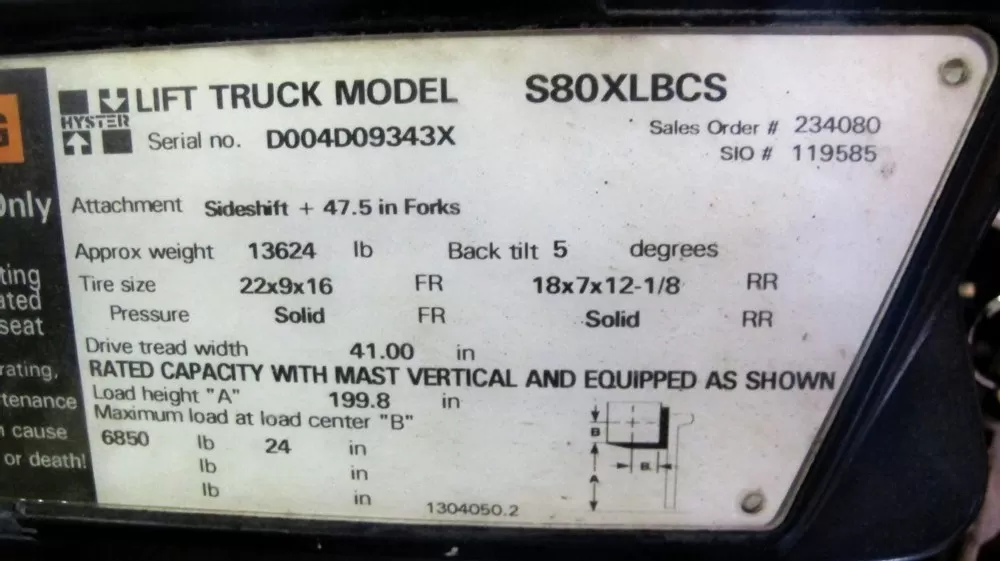 LIFT TRUCK MODEL S80XLBCS
HYSTER
Serial no. D004D09343X
Sales Order # 234080
SIO # 119585
Attachment Sideshift + 47.5 in Forks
Approx weight 13624 lb Back tilt 5 degrees
Tire size 22x9x16 FR 18x7x12-1/8 RR
Pressure Solid FR Solid RR
Drive tread width 41.00 in
RATED CAPACITY WITH MAST VERTICAL AND EQUIPPED AS SHOWN
Load height "A" 199.8 in
Maximum load at load center "B"
6850 lb 24 in
lb in
lb in
1304050.2
B
B
A
G
Only
ting
ated
seat
rating,
tenance
cause
or death!